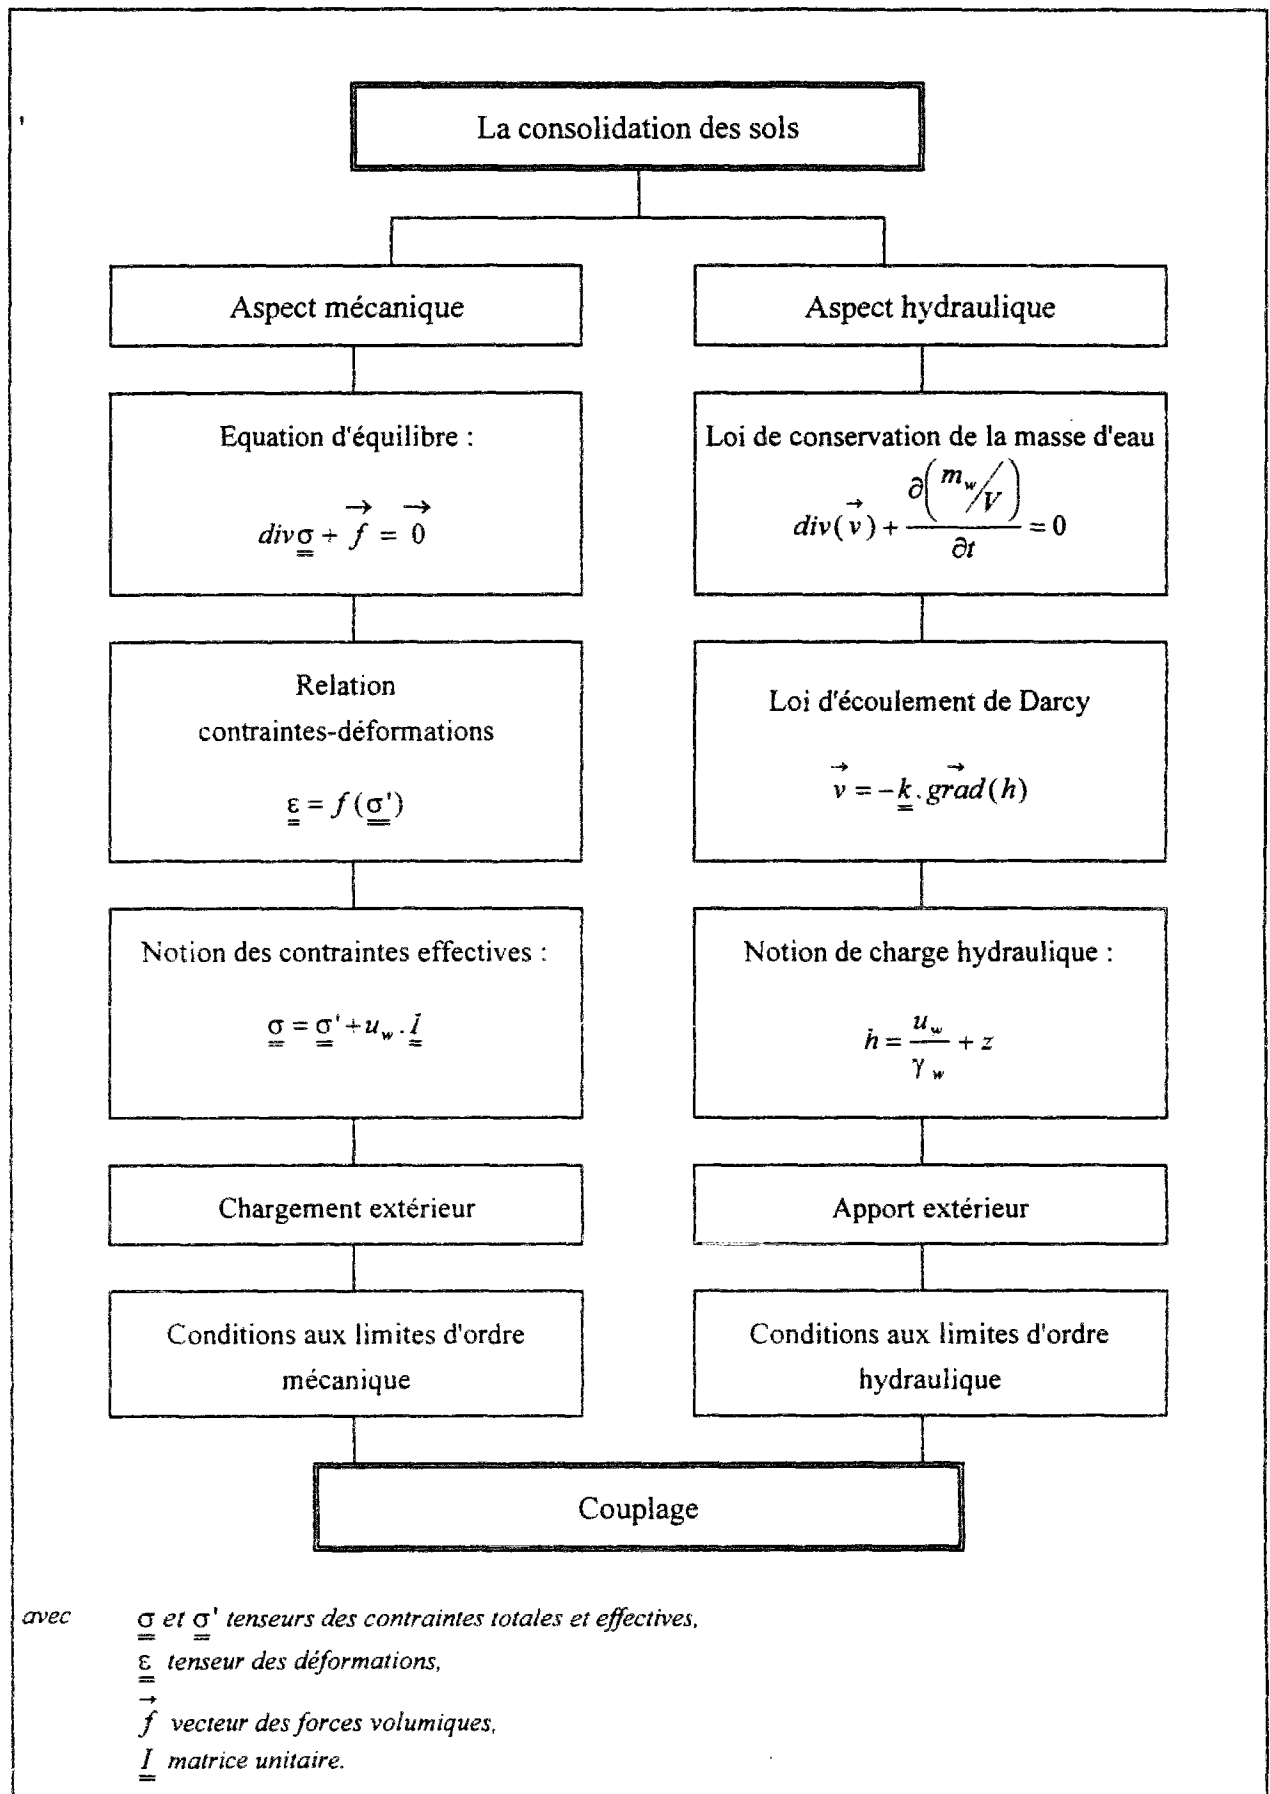 La consolidation des sols
Aspect mécanique
Equation d'équilibre :
div σ̳ + f⃗ = 0⃗
Relation
contraintes-déformations
ε̳ = f(σ̳')
Notion des contraintes effectives :
σ̳ = σ̳' + u_w . I̳
Chargement extérieur
Conditions aux limites d'ordre
mécanique
Aspect hydraulique
Loi de conservation de la masse d'eau
div(v⃗) + ∂(m_w/V)/∂t = 0
Loi d'écoulement de Darcy
v⃗ = -k̳ . grad⃗(h)
Notion de charge hydraulique :
h = u_w/γ_w + z
Apport extérieur
Conditions aux limites d'ordre
hydraulique
Couplage
avec σ̳ et σ̳' tenseurs des contraintes totales et effectives,
ε̳ tenseur des déformations,
f⃗ vecteur des forces volumiques,
I̳ matrice unitaire.